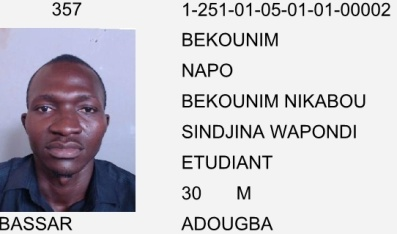 357 1-251-01-05-01-01-00002
BEKOUNIM
NAPO
BEKOUNIM NIKABOU
SINDJINA WAPONDI
ETUDIANT
30 M
BASSAR ADOUGBA